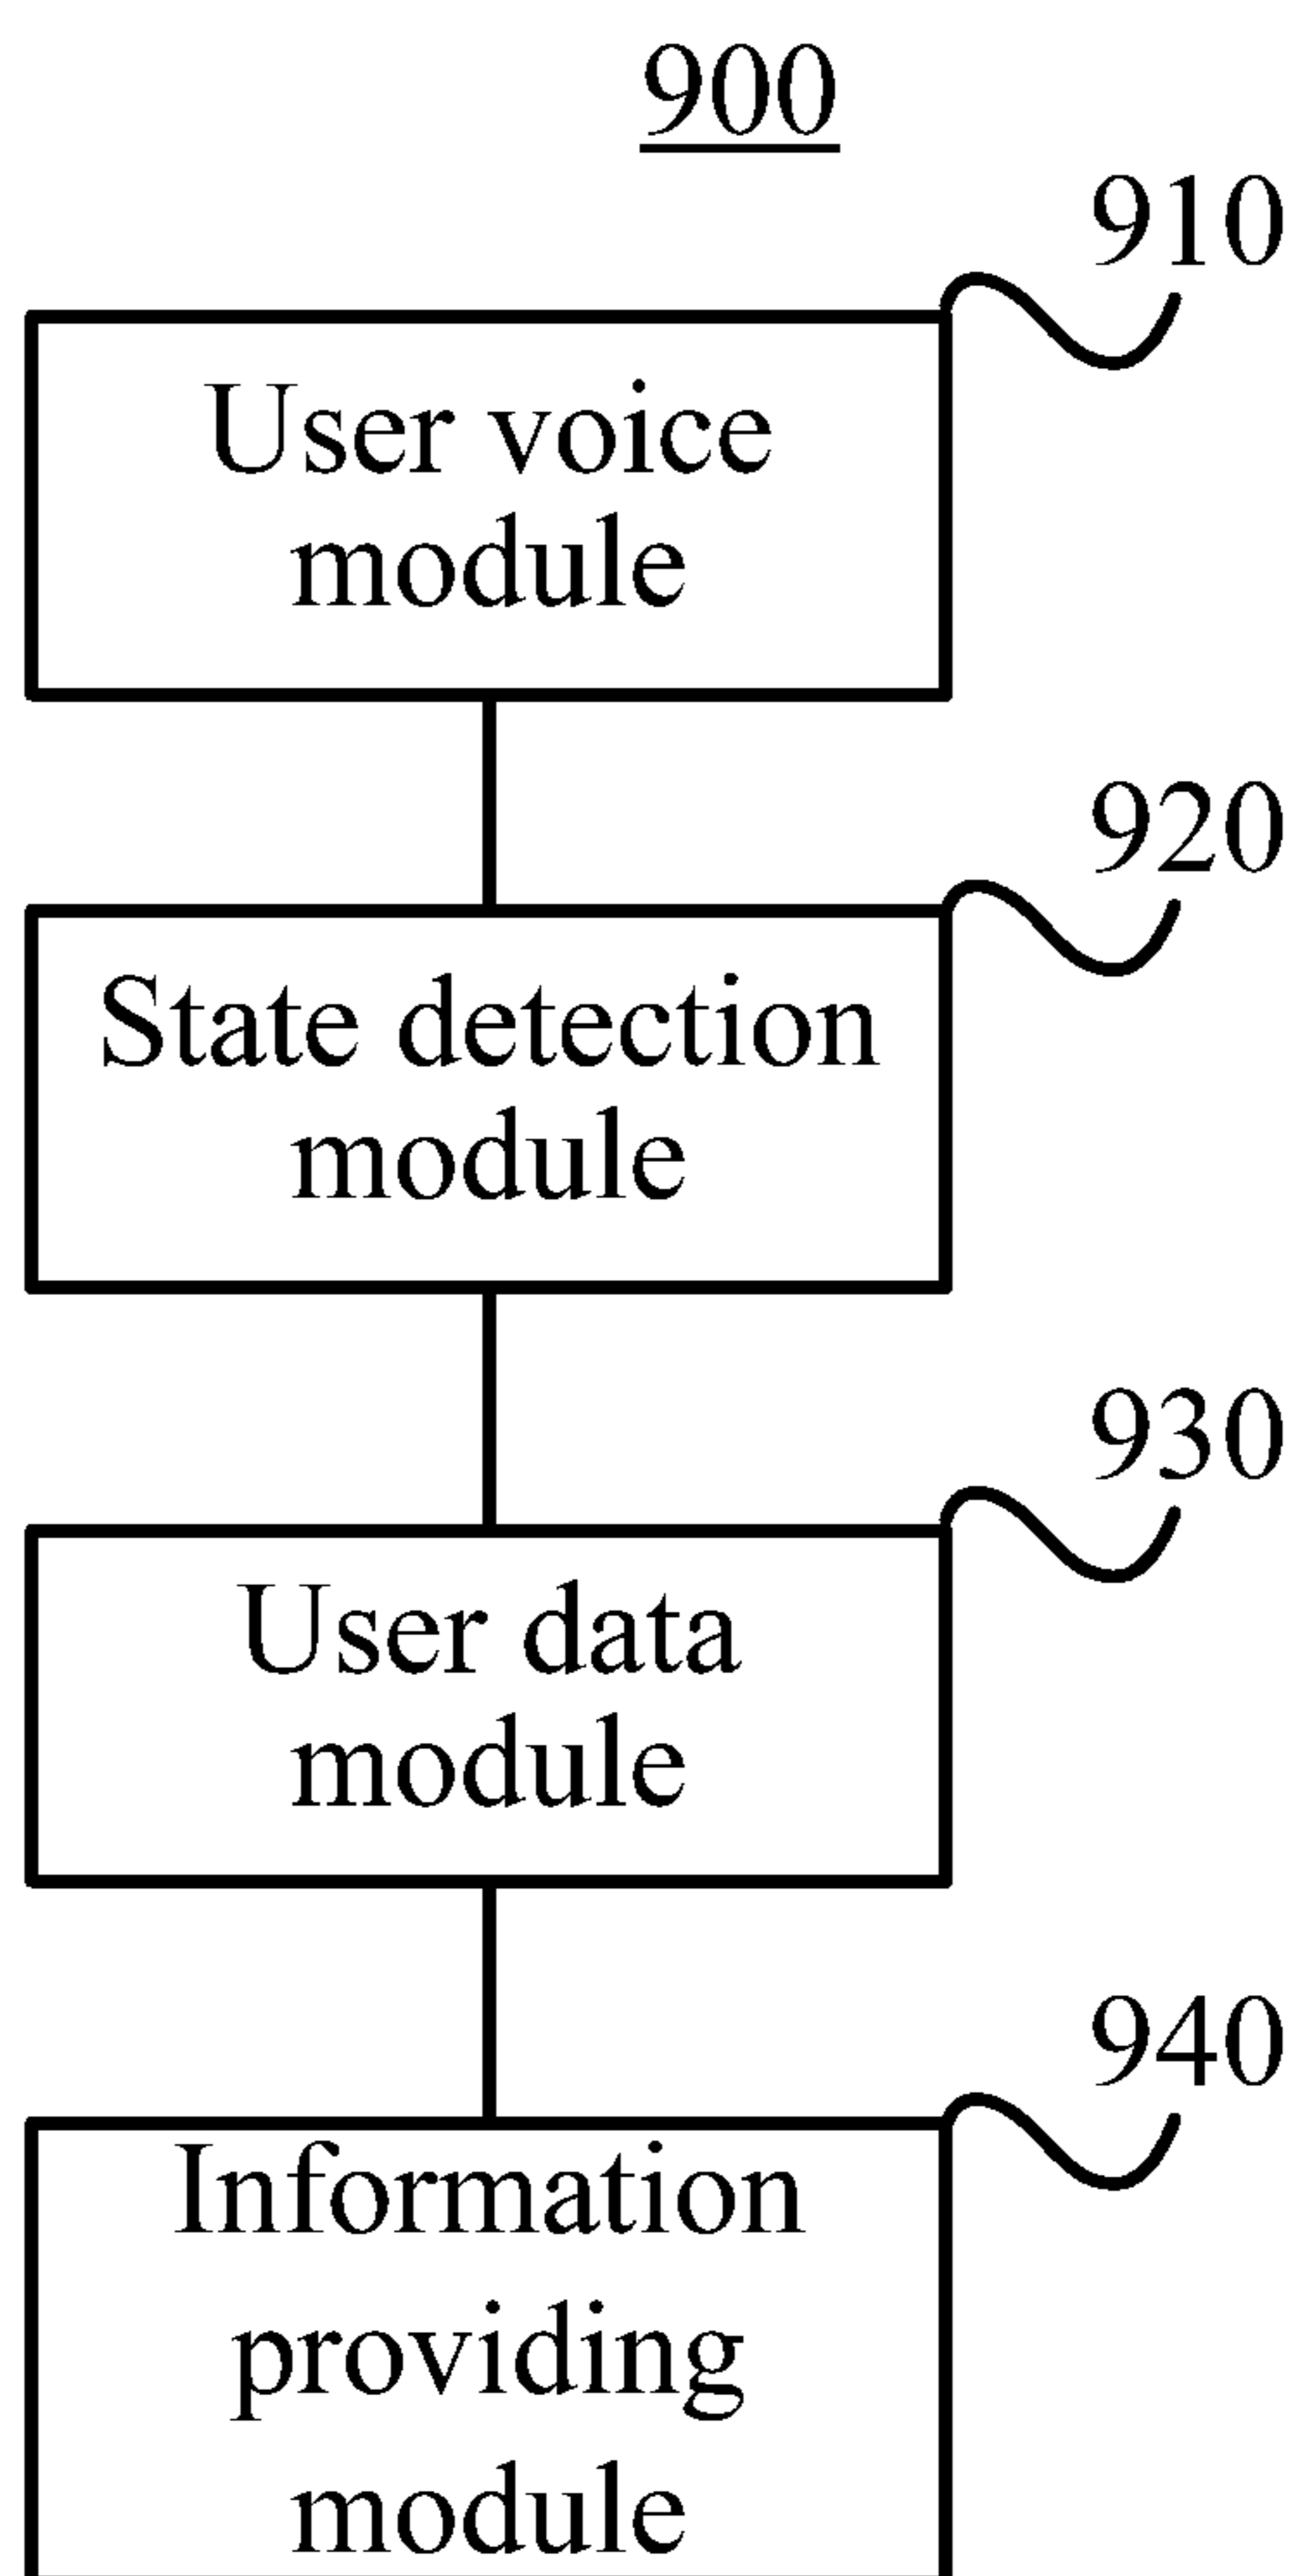 900
910
User voice
module
920
State detection
module
930
User data
module
940
Information
providing
module